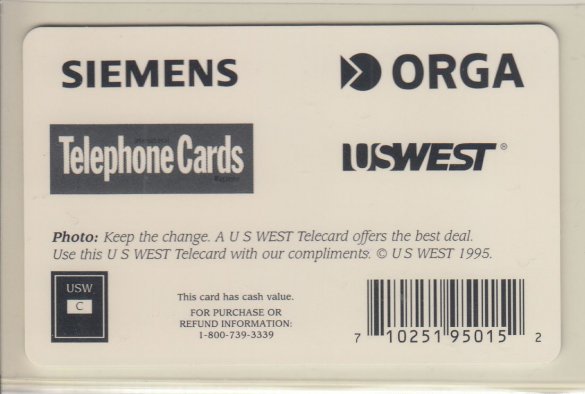 SIEMENS
ORGA
Telephone Cards
USWEST®
Photo: Keep the change. A U S WEST Telecard offers the best deal.
Use this U S WEST Telecard with our compliments. © U S WEST 1995.
USW
C
This card has cash value.
FOR PURCHASE OR
REFUND INFORMATION:
1-800-739-3339
7 10251 95015 2